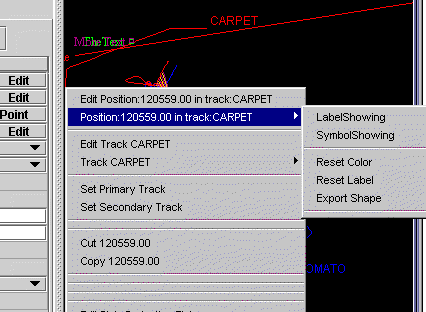 CARPET
Edit
Edit
Point
Edit
Edit Position:120559.00 in track:CARPET
Position:120559.00 in track:CARPET
LabelShowing
SymbolShowing
Edit Track CARPET
Track CARPET
Reset Color
Reset Label
Export Shape
Set Primary Track
Set Secondary Track
Cut 120559.00
Copy 120559.00
OMATO